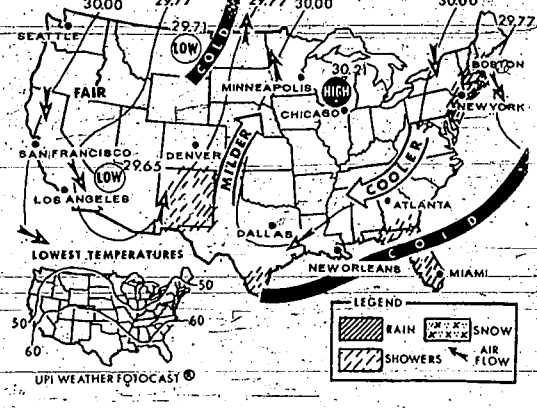 30.00 29.77 29.77 30.00 30.00 29.77
29.71
SEATTLE
LOW
COLD
BOSTON
30.21
MINNEAPOLIS
HIGH
FAIR
NEW YORK
CHICAGO
SAN FRANCISCO
DENVER
MILDER
COOLER
29.65
LOW
LOS ANGELES
ATLANTA
DALLAS
COLD
LOWEST TEMPERATURES
NEW ORLEANS
MIAMI
50
LEGEND
50
60
RAIN
SNOW
60
SHOWERS
AIR
FLOW
UPI WEATHER FOTOCAST ®